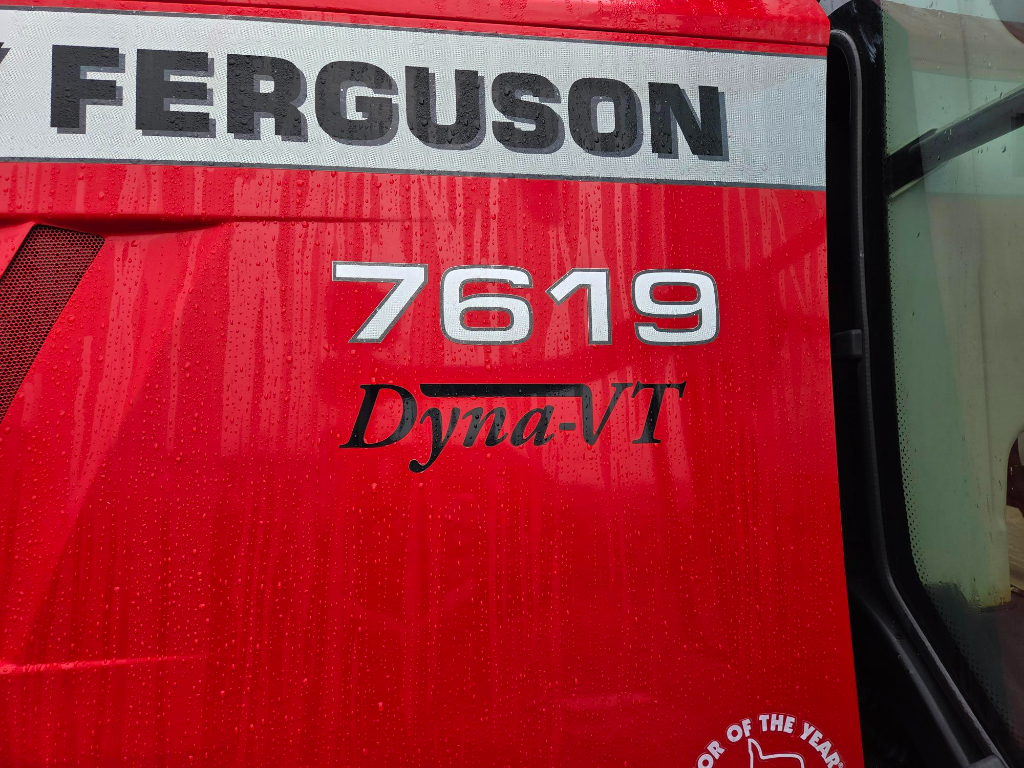 FERGUSON
7619
Dyna-VT
OF THE YEAR